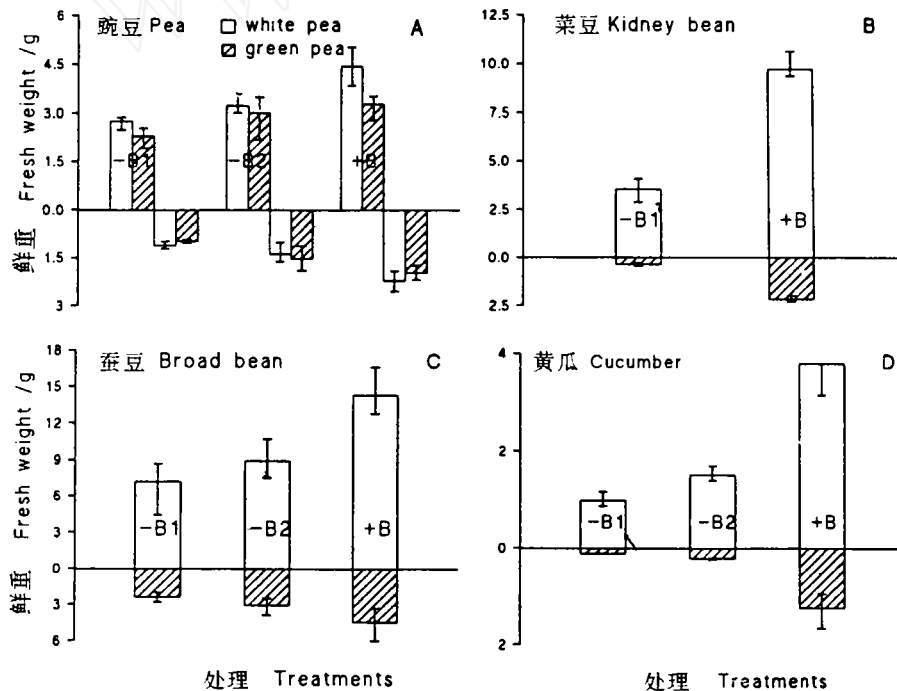 豌豆 Pea
white pea
green pea
A
鲜重 Fresh weight /g
6
4.5
3.0
1.5
0.0
1.5
3
-B1
-B2
+B
菜豆 Kidney bean
B
10.0
7.5
5.0
2.5
0.0
2.5
-B1
+B
蚕豆 Broad bean
C
鲜重 Fresh weight /g
18
15
12
9
6
3
0
3
6
-B1
-B2
+B
黄瓜 Cucumber
D
4
2
0
2
-B1
-B2
+B
处理 Treatments
处理 Treatments